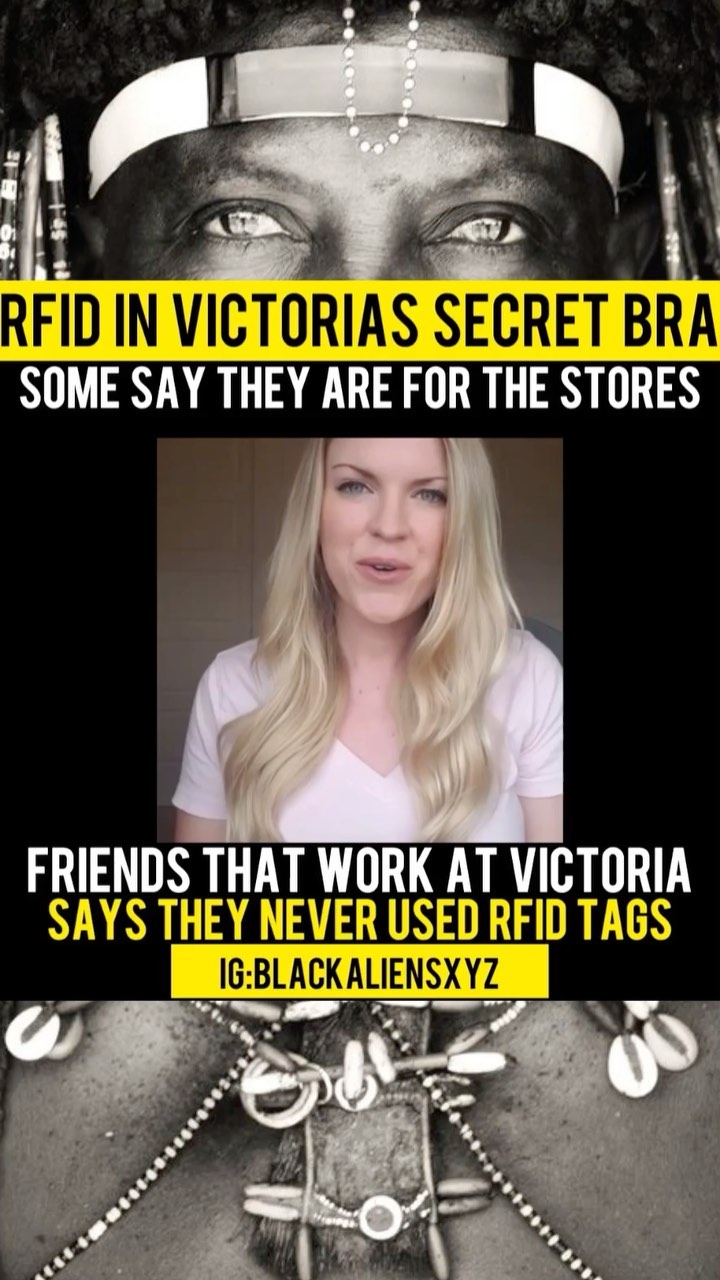 RFID IN VICTORIAS SECRET BRA
SOME SAY THEY ARE FOR THE STORES
FRIENDS THAT WORK AT VICTORIA
SAYS THEY NEVER USED RFID TAGS
IG:BLACKALIENSXYZ